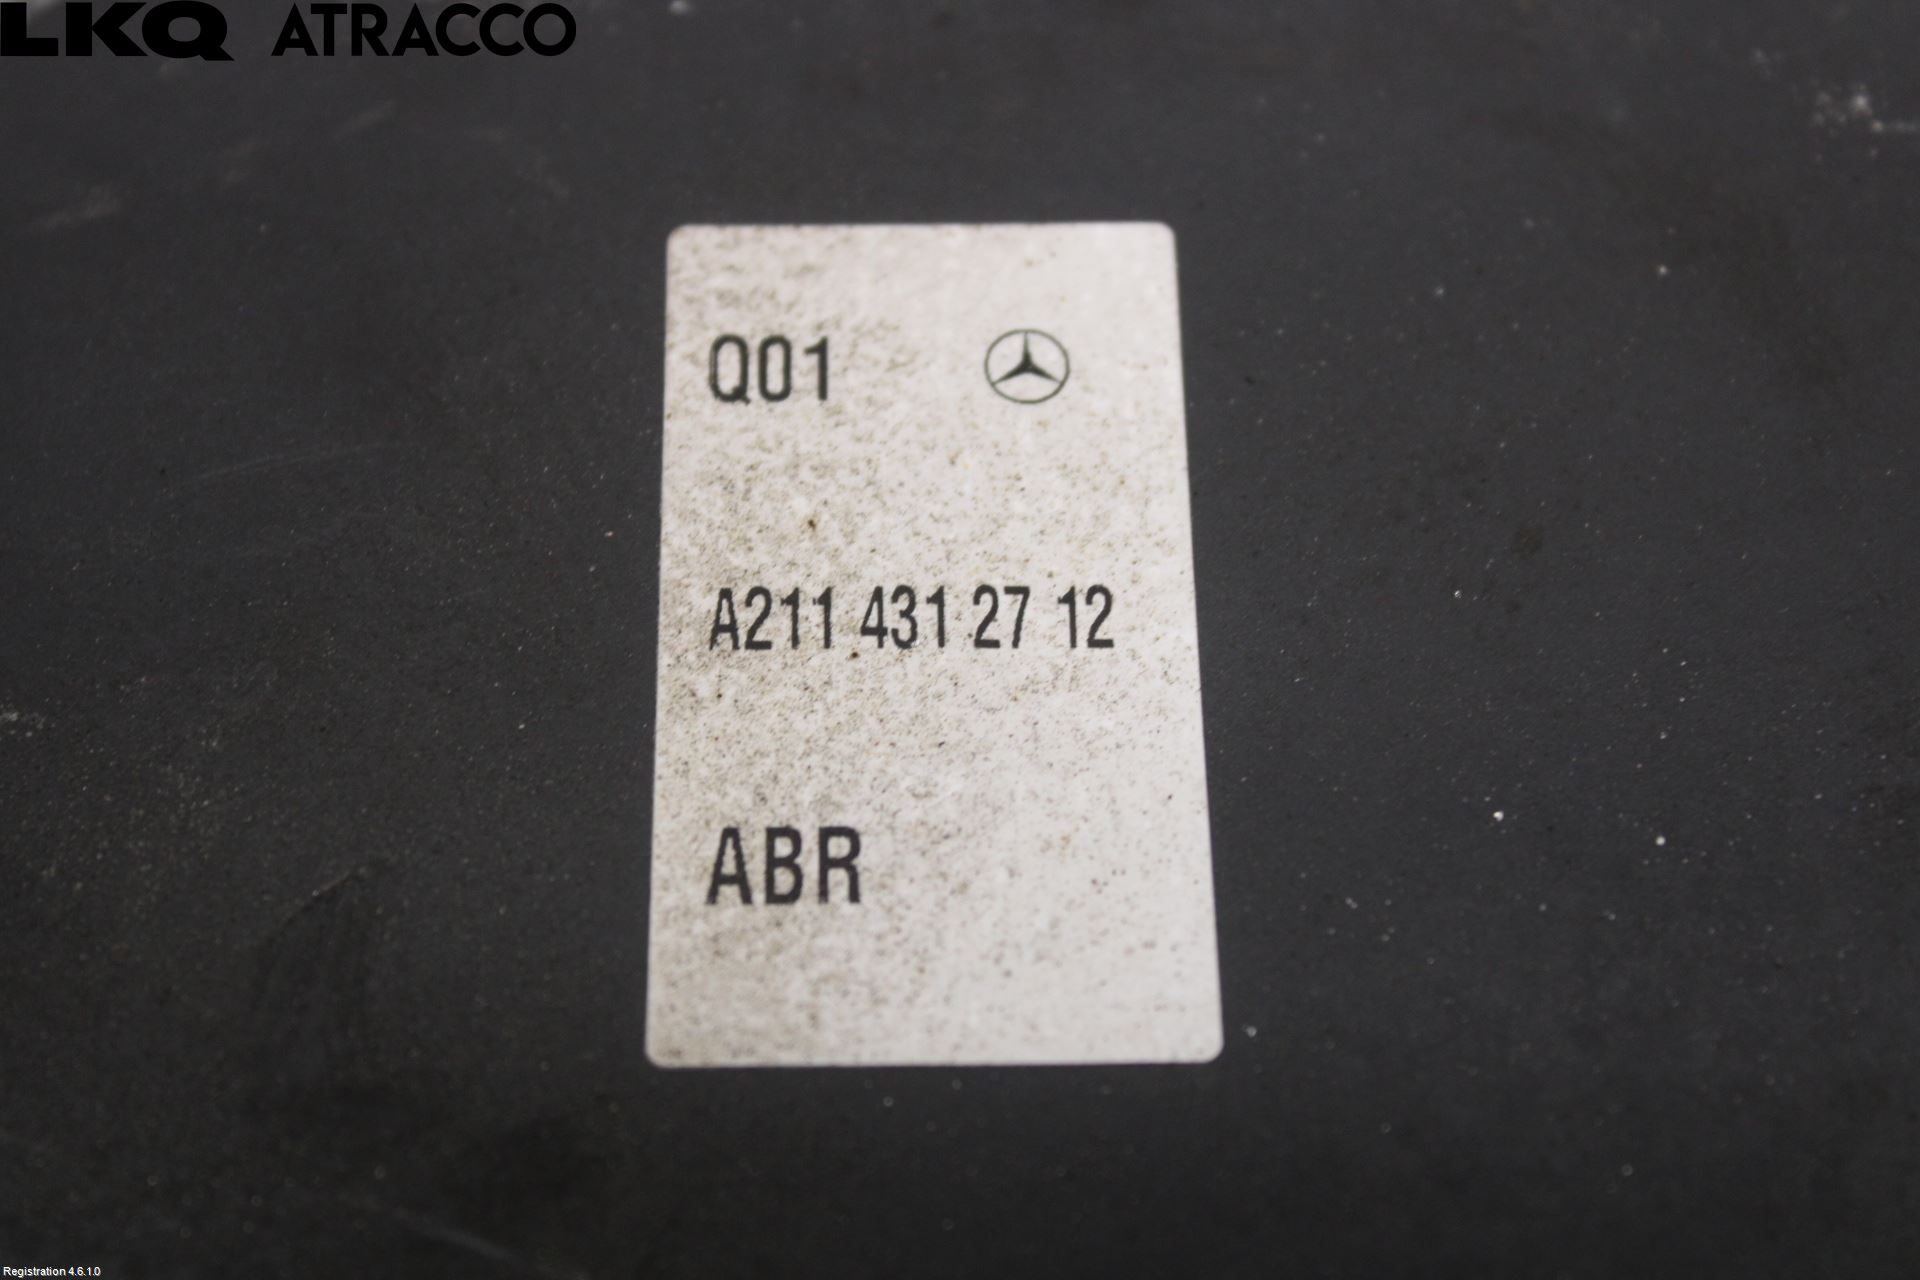 LKQ ATRACCO
Q01
A211 431 27 12
ABR
Registration 4.6.1.0